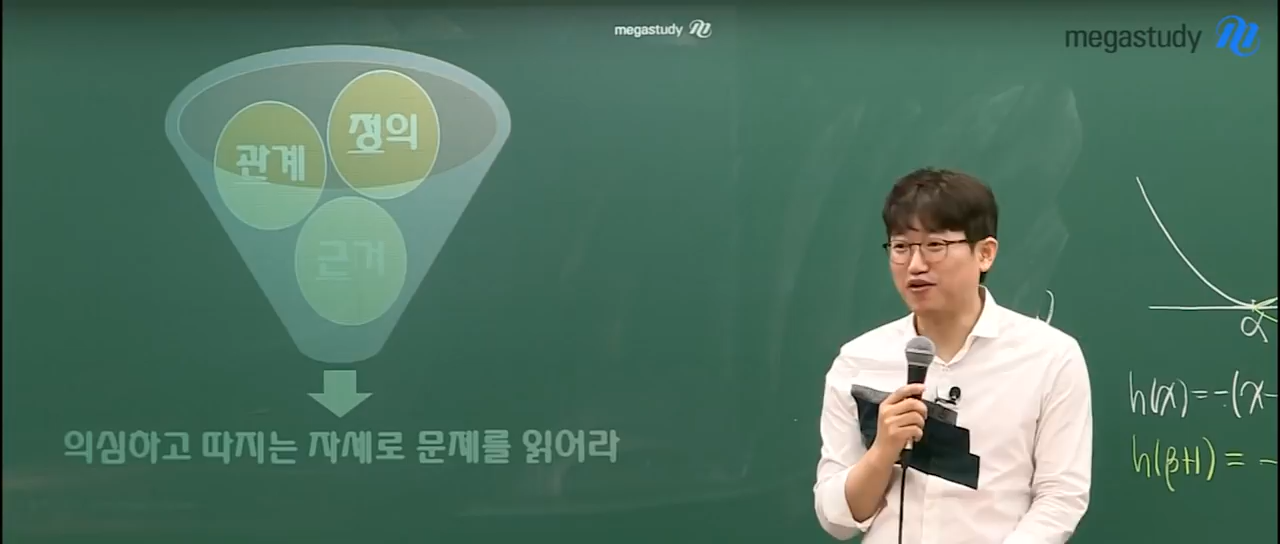 megastudy
megastudy
정의
관계
근거
의심하고 따지는 자세로 문제를 읽어라
α
h(x)=-(x-
h(β+1) = -